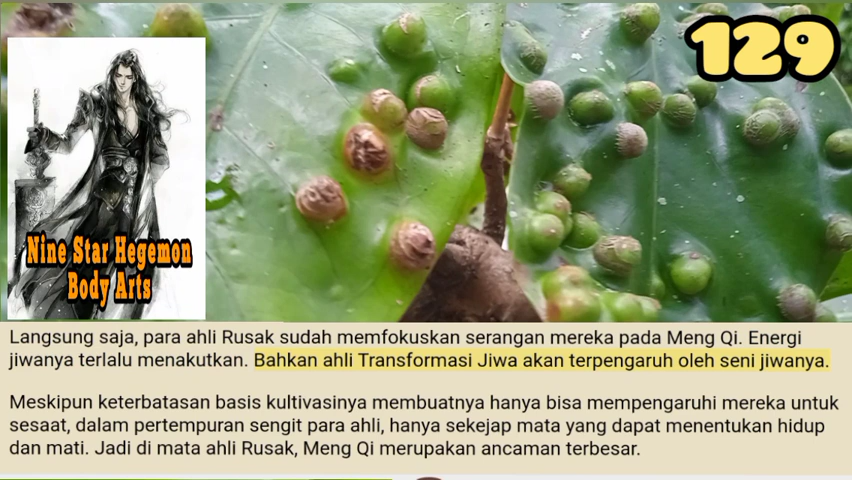 129
Nine Star Hegemon
Body Arts
Langsung saja, para ahli Rusak sudah memfokuskan serangan mereka pada Meng Qi. Energi
jiwanya terlalu menakutkan. Bahkan ahli Transformasi Jiwa akan terpengaruh oleh seni jiwanya.
Meskipun keterbatasan basis kultivasinya membuatnya hanya bisa mempengaruhi mereka untuk
sesaat, dalam pertempuran sengit para ahli, hanya sekejap mata yang dapat menentukan hidup
dan mati. Jadi di mata ahli Rusak, Meng Qi merupakan ancaman terbesar.